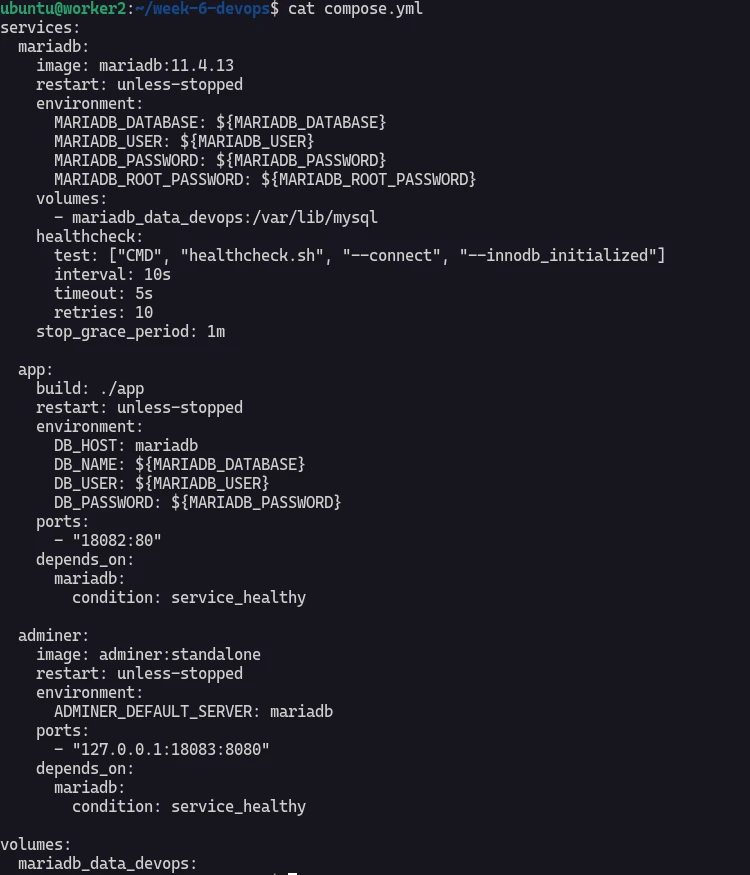 ubuntu@worker2:~/week-6-devops$ cat compose.yml
services:
  mariadb:
    image: mariadb:11.4.13
    restart: unless-stopped
    environment:
      MARIADB_DATABASE: ${MARIADB_DATABASE}
      MARIADB_USER: ${MARIADB_USER}
      MARIADB_PASSWORD: ${MARIADB_PASSWORD}
      MARIADB_ROOT_PASSWORD: ${MARIADB_ROOT_PASSWORD}
    volumes:
      - mariadb_data_devops:/var/lib/mysql
    healthcheck:
      test: ["CMD", "healthcheck.sh", "--connect", "--innodb_initialized"]
      interval: 10s
      timeout: 5s
      retries: 10
    stop_grace_period: 1m

  app:
    build: ./app
    restart: unless-stopped
    environment:
      DB_HOST: mariadb
      DB_NAME: ${MARIADB_DATABASE}
      DB_USER: ${MARIADB_USER}
      DB_PASSWORD: ${MARIADB_PASSWORD}
    ports:
      - "18082:80"
    depends_on:
      mariadb:
        condition: service_healthy

  adminer:
    image: adminer:standalone
    restart: unless-stopped
    environment:
      ADMINER_DEFAULT_SERVER: mariadb
    ports:
      - "127.0.0.1:18083:8080"
    depends_on:
      mariadb:
        condition: service_healthy

volumes:
  mariadb_data_devops: